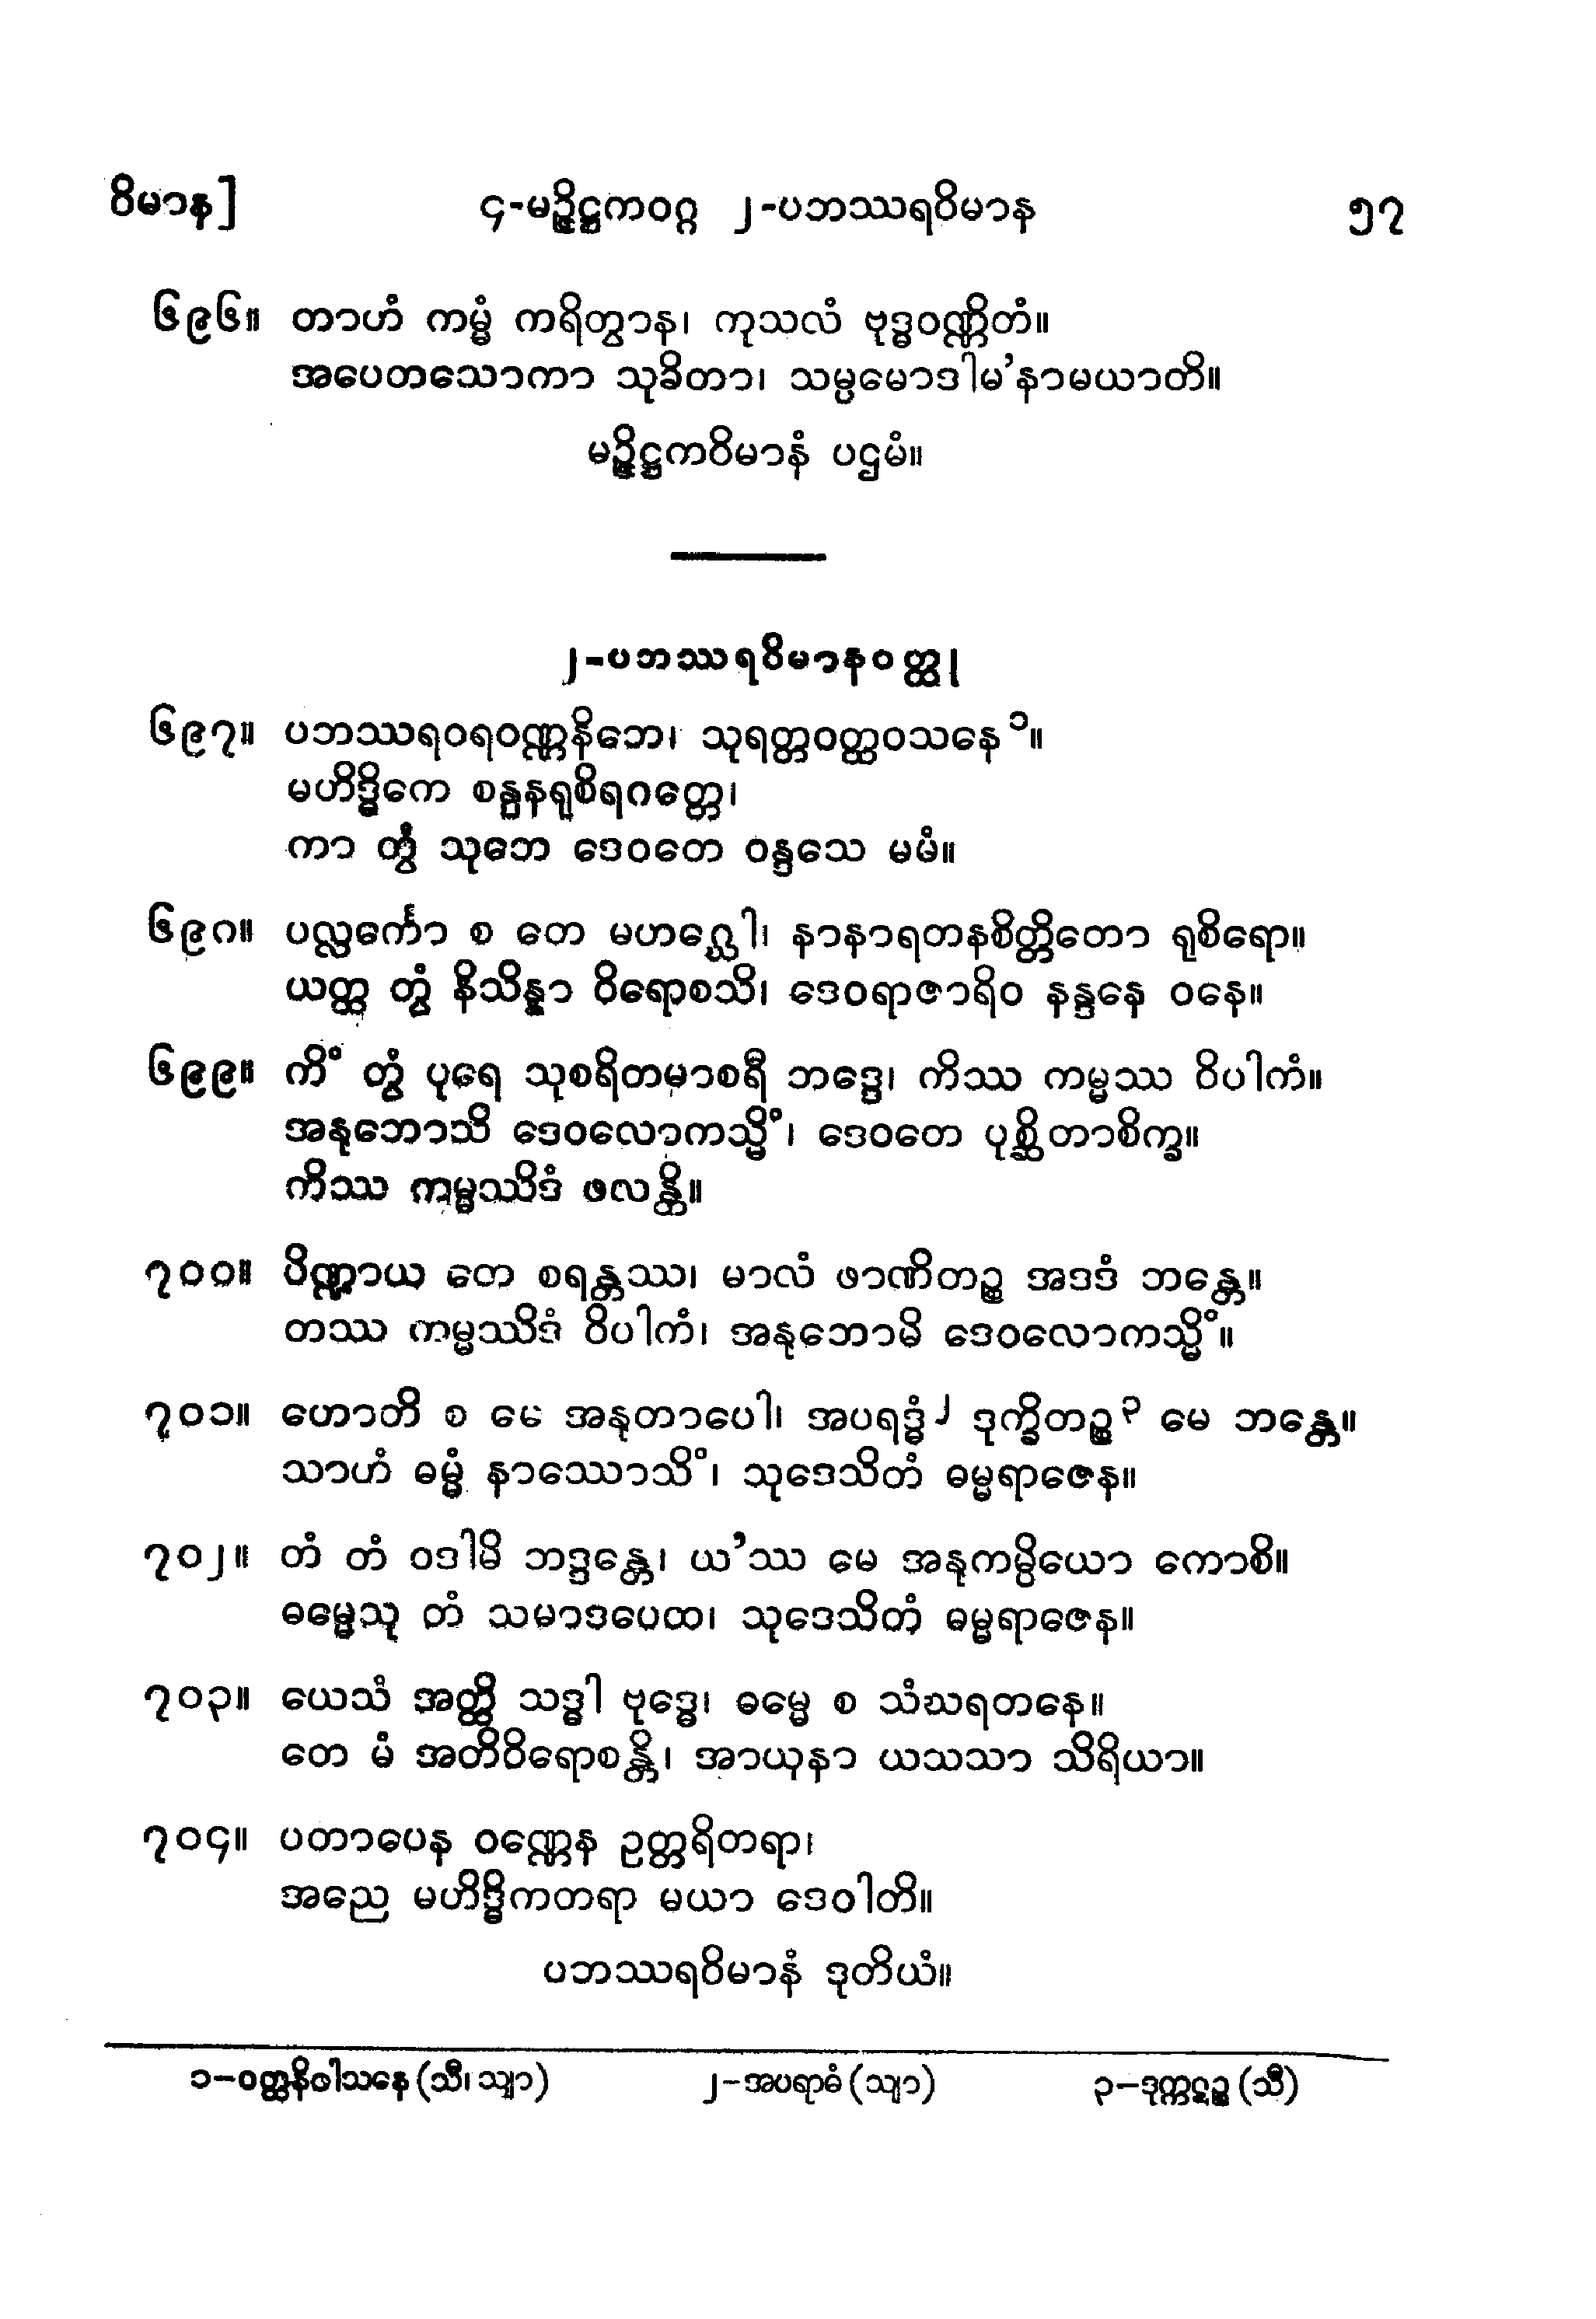 ဝိမာန] ၄-မဉ္ဇိဋ္ဌကဝဂ္ဂ ၂-ပဘဿရဝိမာန ၅၇
၆၉၆။ တာဟံ ကမ္မံ ကရိတွာန၊ ကုသလံ ဗုဒ္ဓဝဏ္ဏိတံ။
အပေတသောကာ သုခိတာ၊ သမ္ပမောဒါမ’နာမယာတိ။
မဉ္ဇိဋ္ဌကဝိမာနံ ပဌမံ။
၂-ပဘဿရဝိမာနဝတ္ထု
၆၉၇။ ပဘဿရဝရဝဏ္ဏနိဘေ၊ သုရတ္တဝတ္ထဝသနေ ၁။
မဟိဒ္ဓိကေ စန္ဒနရုစိရဂတ္တေ၊
ကာ တွံ သုဘေ ဒေဝတေ ဝန္ဒသေ မမံ။
၆၉၈။ ပလ္လင်္ကော စ တေ မဟဂ္ဃေါ၊ နာနာရတနစိတ္တိတော ရုစိရော။
ယတ္ထ တွံ နိသိန္နာ ဝိရောစသိ၊ ဒေဝရာဇာရိဝ နန္ဒနေ ဝနေ။
၆၉၉။ ကိံ တွံ ပုရေ သုစရိတမာစရီ ဘဒ္ဒေ၊ ကိဿ ကမ္မဿ ဝိပါကံ။
အနုဘောသိ ဒေဝလောကသ္မိံ၊ ဒေဝတေ ပုစ္ဆိတာစိက္ခ။
ကိဿ ကမ္မဿိဒံ ဖလန္တိ။
၇၀၀။ ပိဏ္ဍာယ တေ စရန္တဿ၊ မာလံ ဖာဏိတဉ္စ အဒဒံ ဘန္တေ။
တဿ ကမ္မဿိဒံ ဝိပါကံ၊ အနုဘောမိ ဒေဝလောကသ္မိံ။
၇၀၁။ ဟောတိ စ မေ အနုတာပေါ၊ အပရဒ္ဓံ ၂ ဒုက္ခိတဉ္စ ၃ မေ ဘန္တေ။
သာဟံ ဓမ္မံ နာဿောသိံ၊ သုဒေသိတံ ဓမ္မရာဇေန။
၇၀၂။ တံ တံ ဝဒါမိ ဘဒ္ဒန္တေ၊ ယ’ဿ မေ အနုကမ္ပိယော ကောစိ။
ဓမ္မေသု တံ သမာဒပေထ၊ သုဒေသိတံ ဓမ္မရာဇေန။
၇၀၃။ ယေသံ အတ္ထိ သဒ္ဓါ ဗုဒ္ဓေ၊ ဓမ္မေ စ သံဃရတနေ။
တေ မံ အတိဝိရောစန္တိ၊ အာယုနာ ယသသာ သိရိယာ။
၇၀၄။ ပတာပေန ဝဏ္ဏေန ဥတ္တရိတရာ၊
အညေ မဟိဒ္ဓိကတရာ မယာ ဒေဝါတိ။
ပဘဿရဝိမာနံ ဒုတိယံ။
၁-ဝတ္ထနိဝါသနေ (သီ၊ သျာ) ၂-အပရာဓံ (သျာ) ၃-ဒုက္ကဋဉ္စ (သီ)